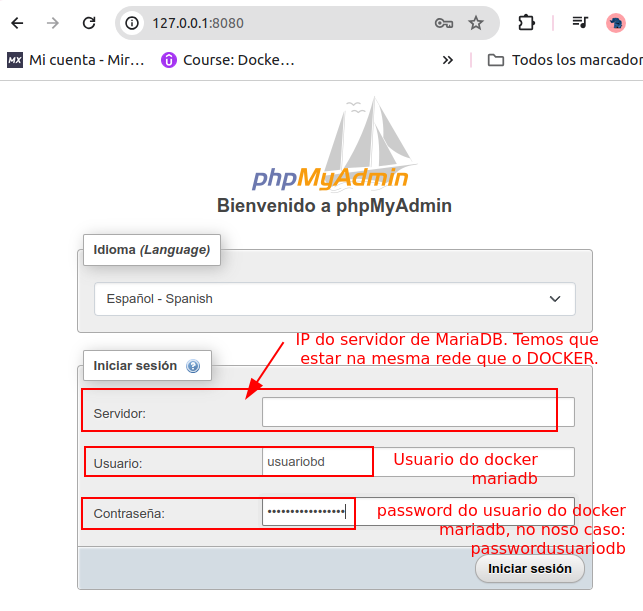 127.0.0.1:8080
MX Mi cuenta - Mir... Course: Docke... » Todos los marcador
phpMyAdmin
Bienvenido a phpMyAdmin
Idioma (Language)
Español - Spanish
IP do servidor de MariaDB. Temos que
estar na mesma rede que o DOCKER.
Iniciar sesión
Servidor:
Usuario: usuariobd Usuario do docker
mariadb
Contraseña: •••••••••••••••• password do usuario do docker
mariadb, no noso caso:
passwordusuariodb
Iniciar sesión